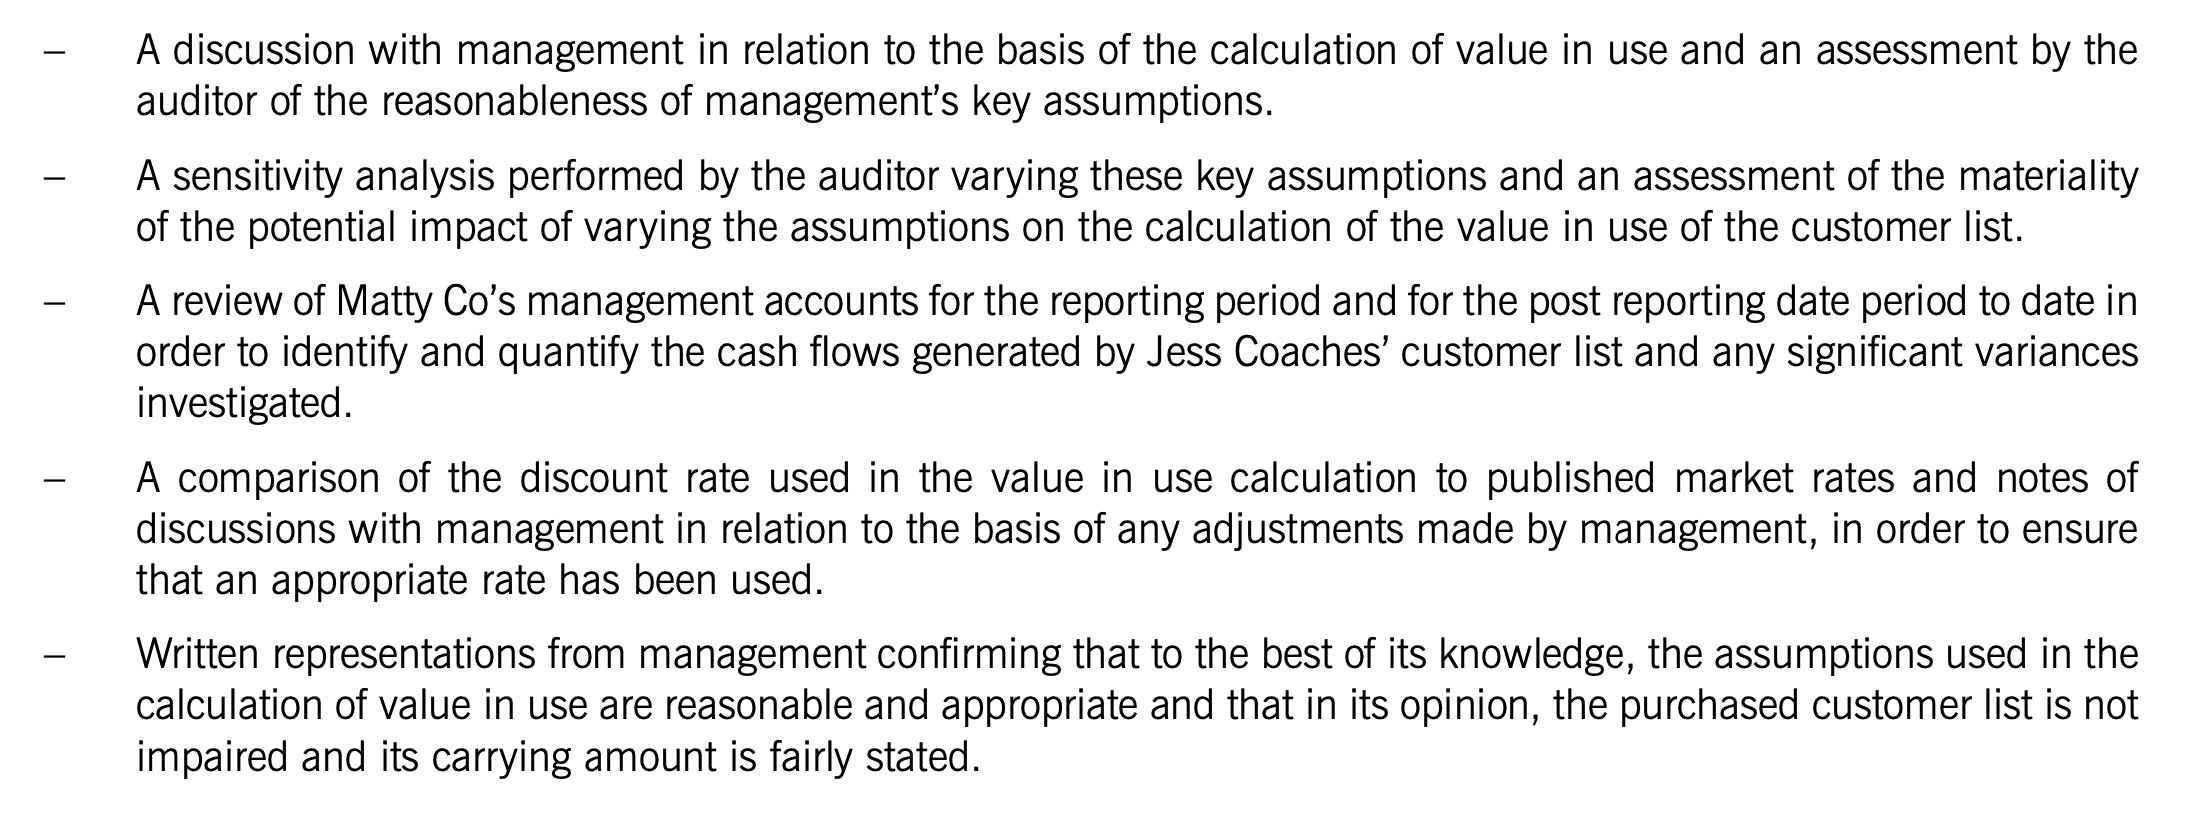 – A discussion with management in relation to the basis of the calculation of value in use and an assessment by the
auditor of the reasonableness of management’s key assumptions.
– A sensitivity analysis performed by the auditor varying these key assumptions and an assessment of the materiality
of the potential impact of varying the assumptions on the calculation of the value in use of the customer list.
– A review of Matty Co’s management accounts for the reporting period and for the post reporting date period to date in
order to identify and quantify the cash flows generated by Jess Coaches’ customer list and any significant variances
investigated.
– A comparison of the discount rate used in the value in use calculation to published market rates and notes of
discussions with management in relation to the basis of any adjustments made by management, in order to ensure
that an appropriate rate has been used.
– Written representations from management confirming that to the best of its knowledge, the assumptions used in the
calculation of value in use are reasonable and appropriate and that in its opinion, the purchased customer list is not
impaired and its carrying amount is fairly stated.